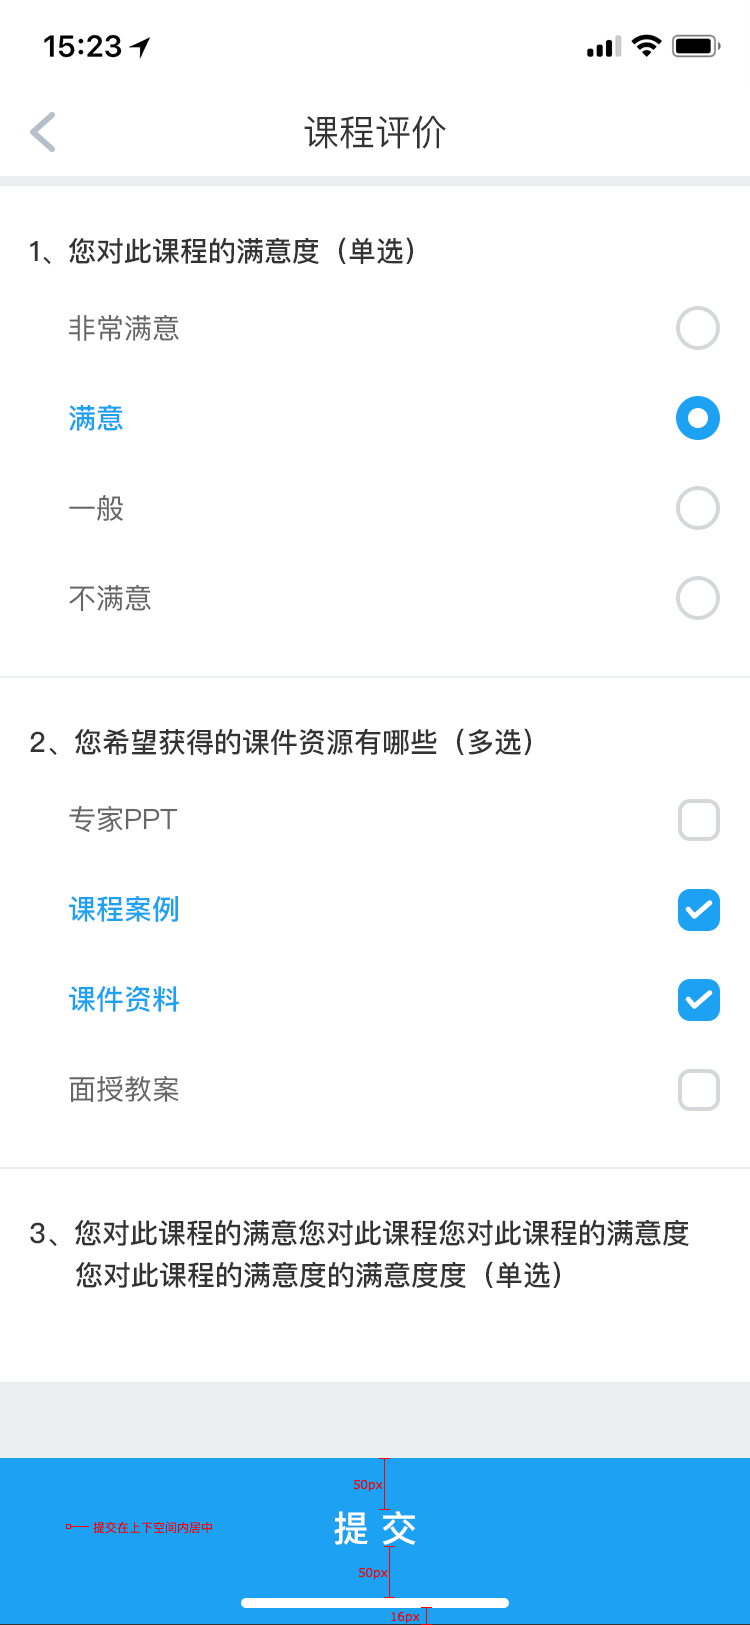 15:23
课程评价
1、您对此课程的满意度（单选）
非常满意
满意
一般
不满意
2、您希望获得的课件资源有哪些（多选）
专家PPT
课程案例
课件资料
面授教案
3、您对此课程的满意您对此课程您对此课程的满意度
您对此课程的满意度的满意度度（单选）
50px
提交在上下空间内居中
提 交
50px
16px